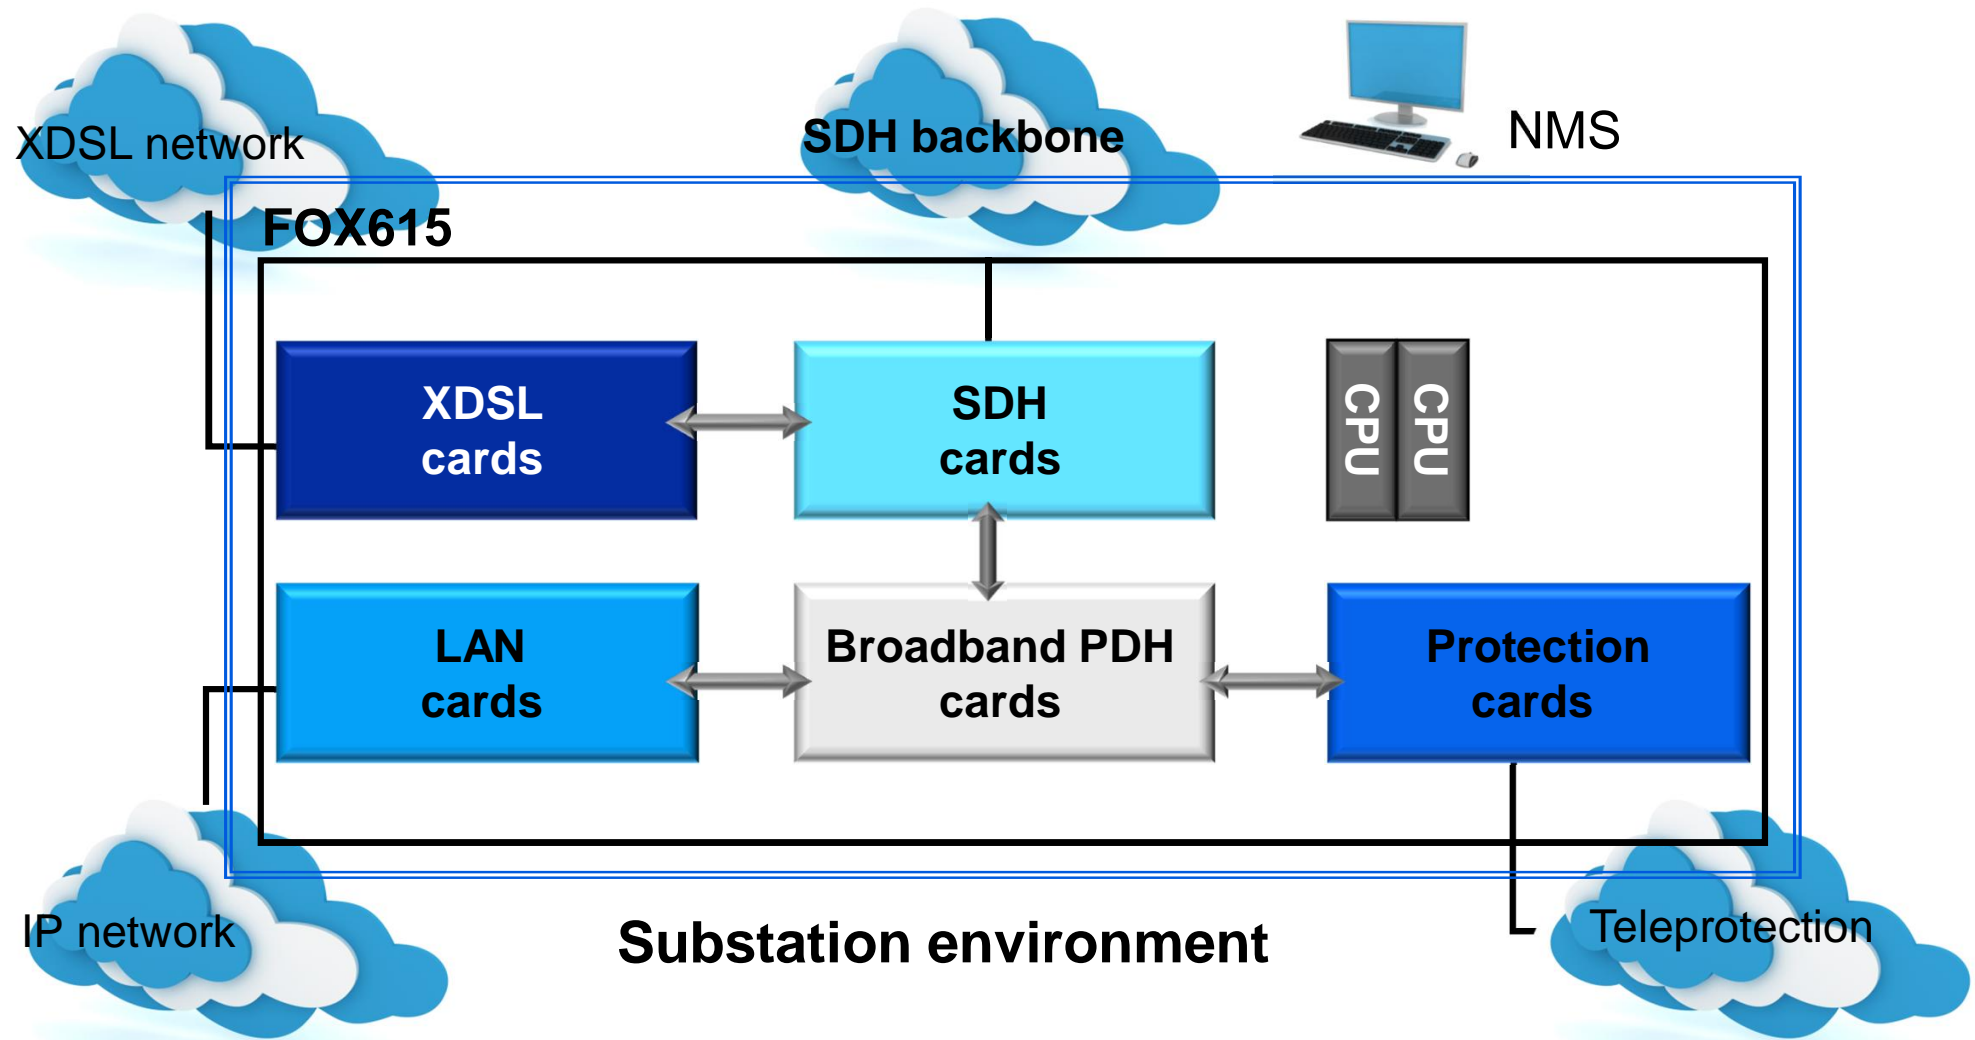 XDSL network
SDH backbone
NMS
FOX615
XDSL
cards
SDH
cards
CPU
CPU
LAN
cards
Broadband PDH
cards
Protection
cards
IP network
Substation environment
Teleprotection